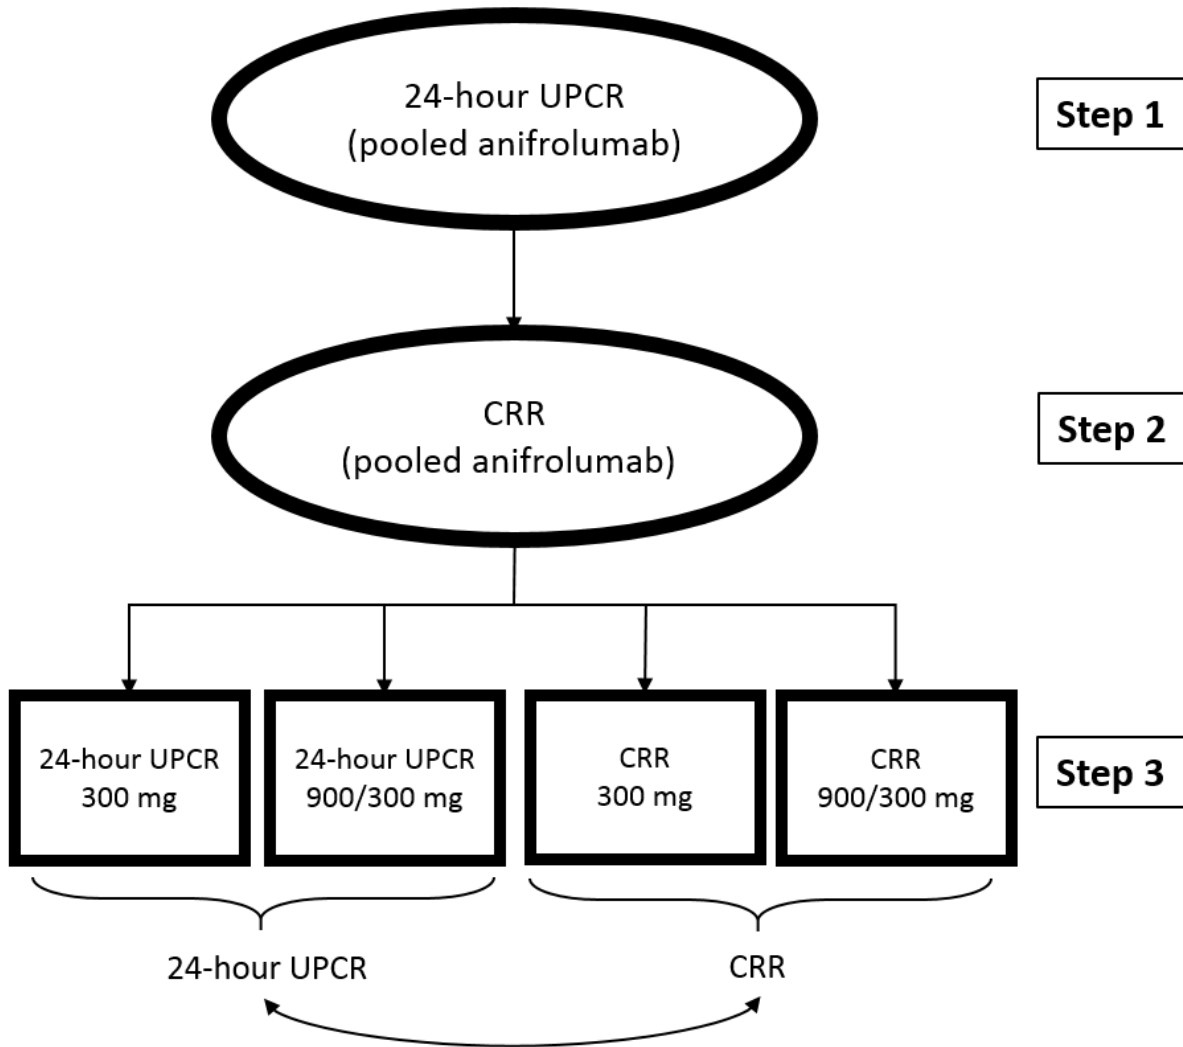 24-hour UPCR
(pooled anifrolumab)
Step 1
CRR
(pooled anifrolumab)
Step 2
24-hour UPCR
300 mg
24-hour UPCR
900/300 mg
CRR
300 mg
CRR
900/300 mg
Step 3
24-hour UPCR
CRR